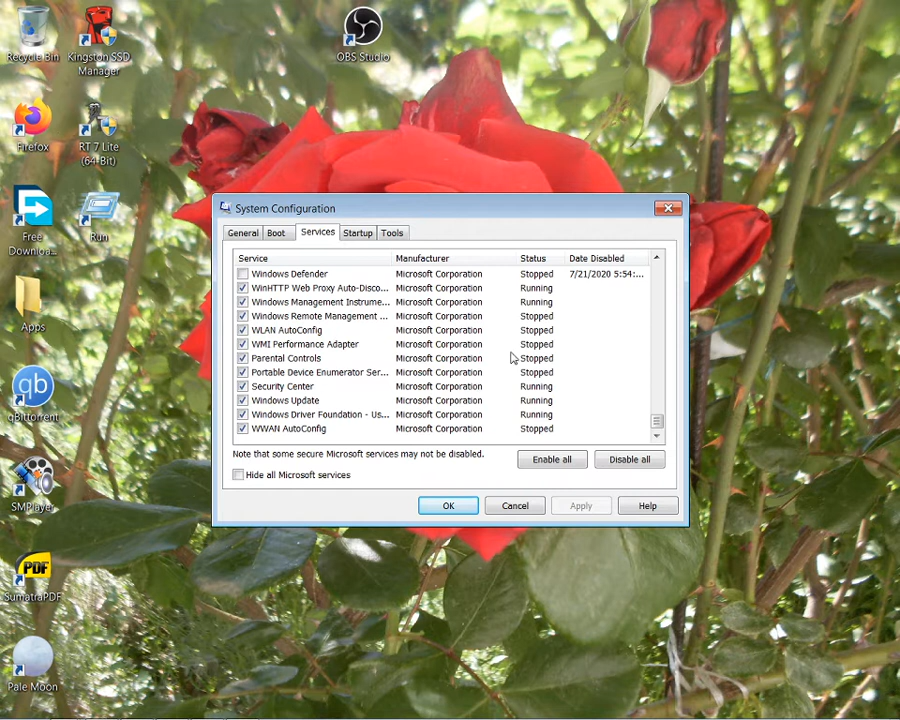 Recycle Bin
Kingston SSD
Manager
OBS Studio
Firefox
RT 7 Lite
(64-Bit)
Free
Downloa...
Run
Apps
qBittorrent
SMPlayer
SumatraPDF
Pale Moon
System Configuration
General Boot Services Startup Tools
Service Manufacturer Status Date Disabled
Windows Defender Microsoft Corporation Stopped 7/21/2020 5:54:...
WinHTTP Web Proxy Auto-Disco... Microsoft Corporation Running
Windows Management Instrume... Microsoft Corporation Running
Windows Remote Management ... Microsoft Corporation Stopped
WLAN AutoConfig Microsoft Corporation Stopped
WMI Performance Adapter Microsoft Corporation Stopped
Parental Controls Microsoft Corporation Stopped
Portable Device Enumerator Ser... Microsoft Corporation Stopped
Security Center Microsoft Corporation Running
Windows Update Microsoft Corporation Running
Windows Driver Foundation - Us... Microsoft Corporation Running
WWAN AutoConfig Microsoft Corporation Stopped
Note that some secure Microsoft services may not be disabled.
Enable all Disable all
Hide all Microsoft services
OK Cancel Apply Help
qb
PDF